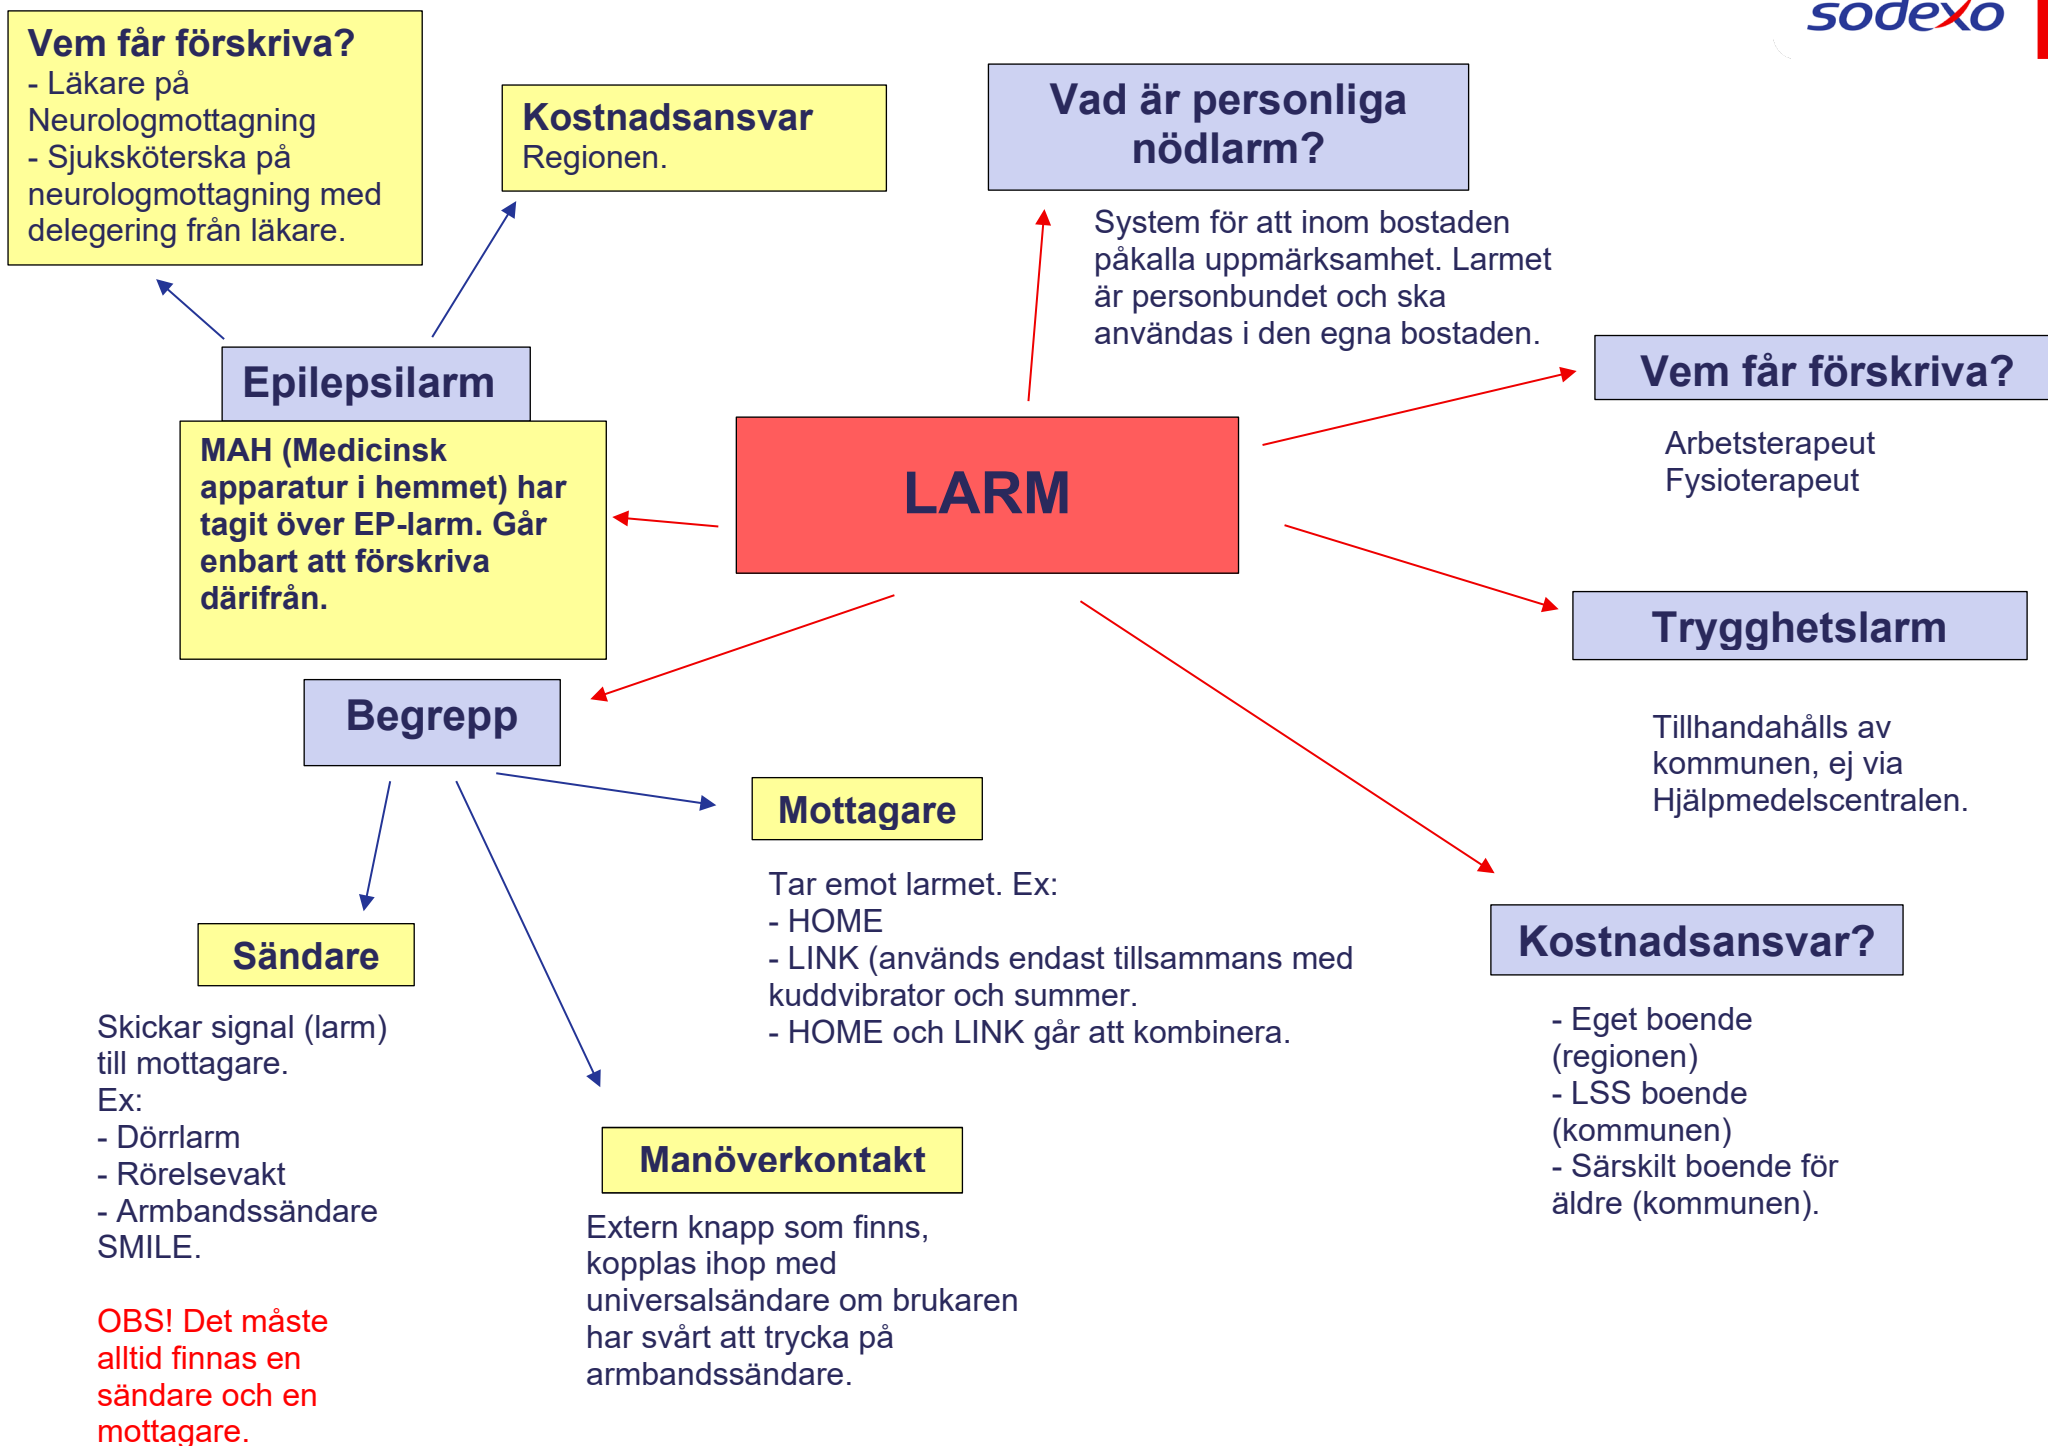 sodexo
Vem får förskriva?
- Läkare på
Neurologmottagning
- Sjuksköterska på
neurologmottagning med
delegering från läkare.
Kostnadsansvar
Regionen.
Vad är personliga
nödlarm?
System för att inom bostaden
påkalla uppmärksamhet. Larmet
är personbundet och ska
användas i den egna bostaden.
Epilepsilarm
MAH (Medicinsk
apparatur i hemmet) har
tagit över EP-larm. Går
enbart att förskriva
därifrån.
LARM
Vem får förskriva?
Arbetsterapeut
Fysioterapeut
Trygghetslarm
Tillhandahålls av
kommunen, ej via
Hjälpmedelscentralen.
Begrepp
Mottagare
Tar emot larmet. Ex:
- HOME
- LINK (används endast tillsammans med
kuddvibrator och summer.
- HOME och LINK går att kombinera.
Kostnadsansvar?
- Eget boende
(regionen)
- LSS boende
(kommunen)
- Särskilt boende för
äldre (kommunen).
Sändare
Skickar signal (larm)
till mottagare.
Ex:
- Dörrlarm
- Rörelsevakt
- Armbandssändare
SMILE.
OBS! Det måste
alltid finnas en
sändare och en
mottagare.
Manöverkontakt
Extern knapp som finns,
kopplas ihop med
universalsändare om brukaren
har svårt att trycka på
armbandssändare.